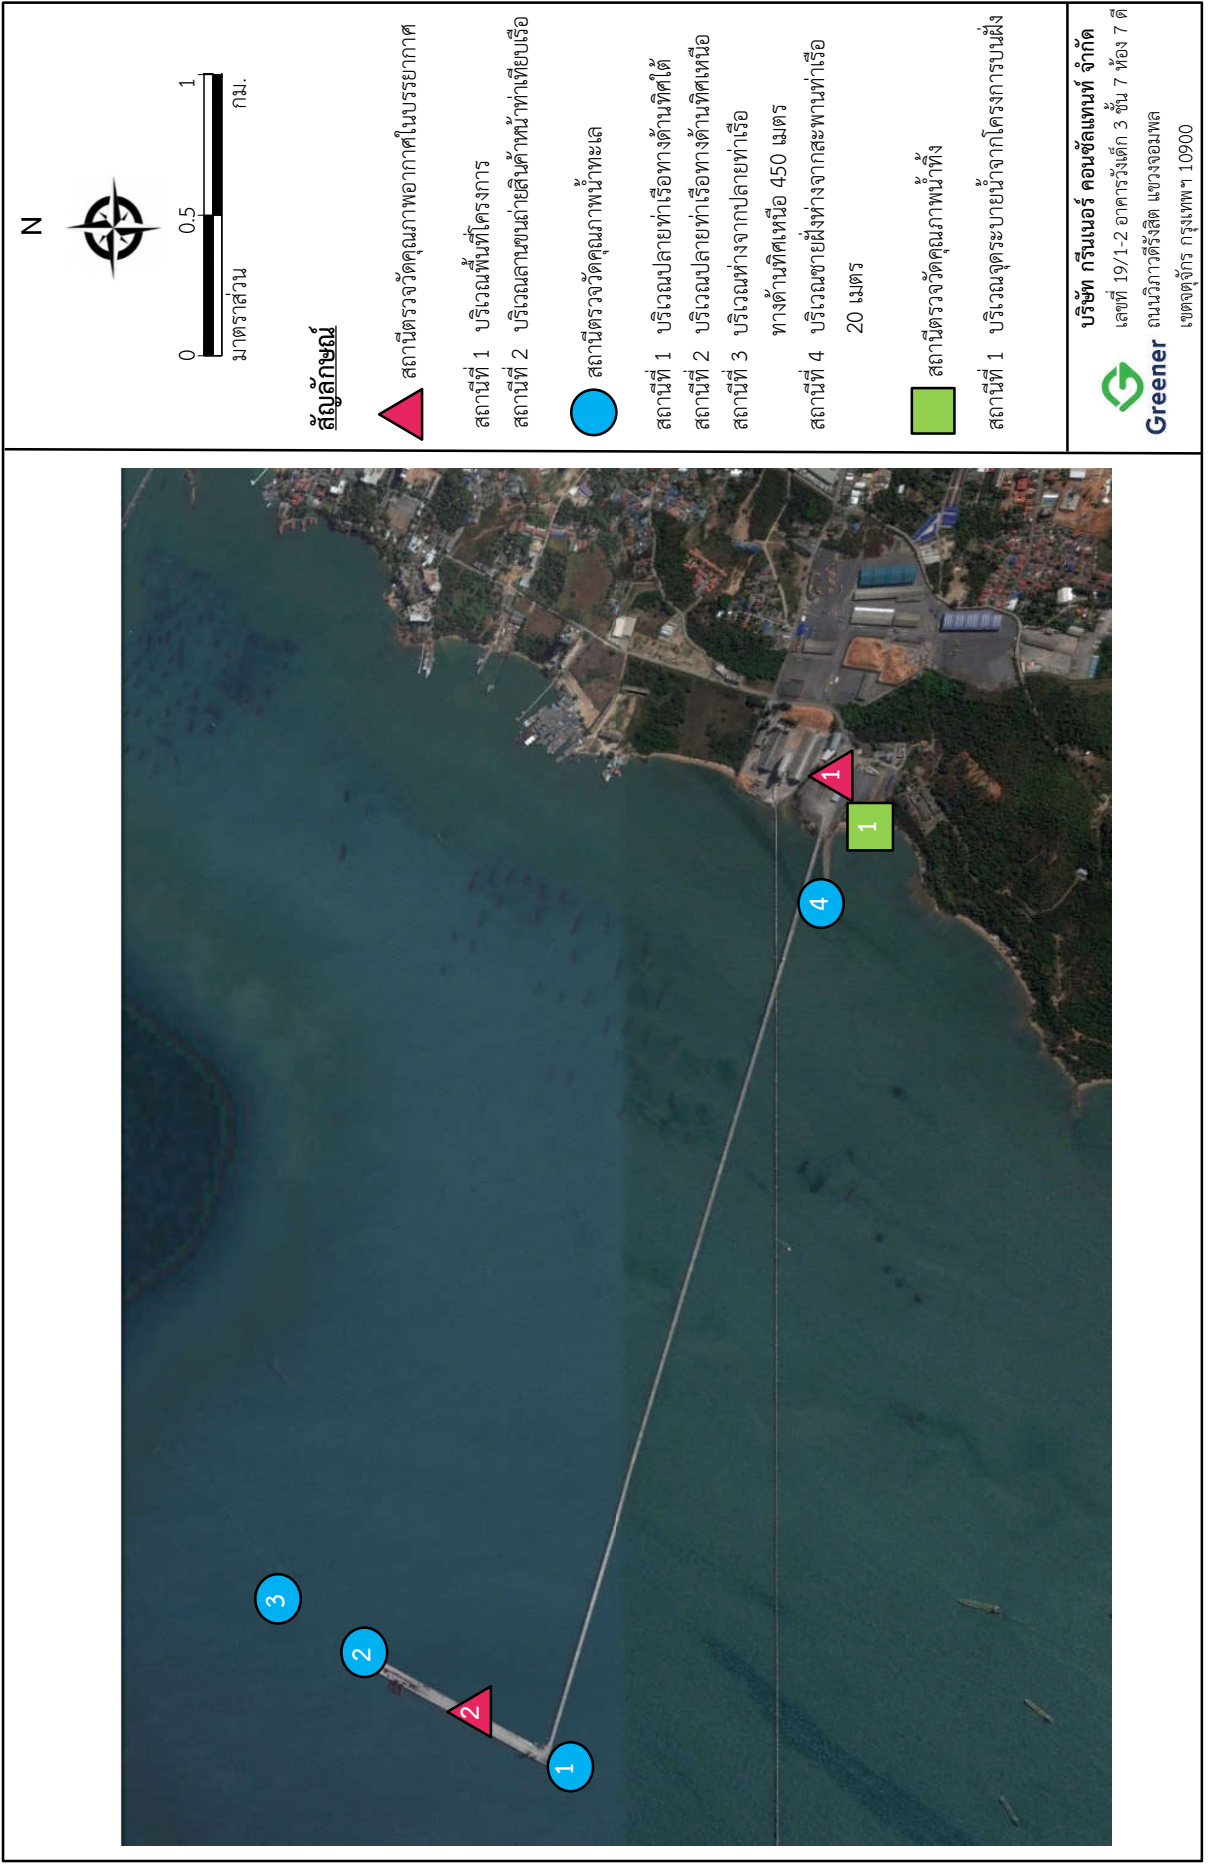 N
0 0.5 1
มาตราส่วน กม.
สัญลักษณ์
สถานีตรวจวัดคุณภาพอากาศในบรรยากาศ
สถานีที่ 1 บริเวณพื้นที่โครงการ
สถานีที่ 2 บริเวณลานขนถ่ายสินค้าหน้าท่าเทียบเรือ
สถานีตรวจวัดคุณภาพน้ำทะเล
สถานีที่ 1 บริเวณปลายท่าเรือทางด้านทิศใต้
สถานีที่ 2 บริเวณปลายท่าเรือทางด้านทิศเหนือ
สถานีที่ 3 บริเวณห่างจากปลายท่าเรือ
ทางด้านทิศเหนือ 450 เมตร
สถานีที่ 4 บริเวณชายฝั่งห่างจากสะพานท่าเรือ
20 เมตร
สถานีตรวจวัดคุณภาพน้ำทิ้ง
สถานีที่ 1 บริเวณจุดระบายน้ำจากโครงการบนฝั่ง
Greener
บริษัท กรีนเนอร์ คอนซัลแทนท์ จำกัด
เลขที่ 19/1-2 อาคารวังเด็ก 3 ชั้น 7 ห้อง 7 ดี
ถนนวิภาวดีรังสิต แขวงจอมพล
เขตจตุจักร กรุงเทพฯ 10900
3
2
2
1
4
1
1